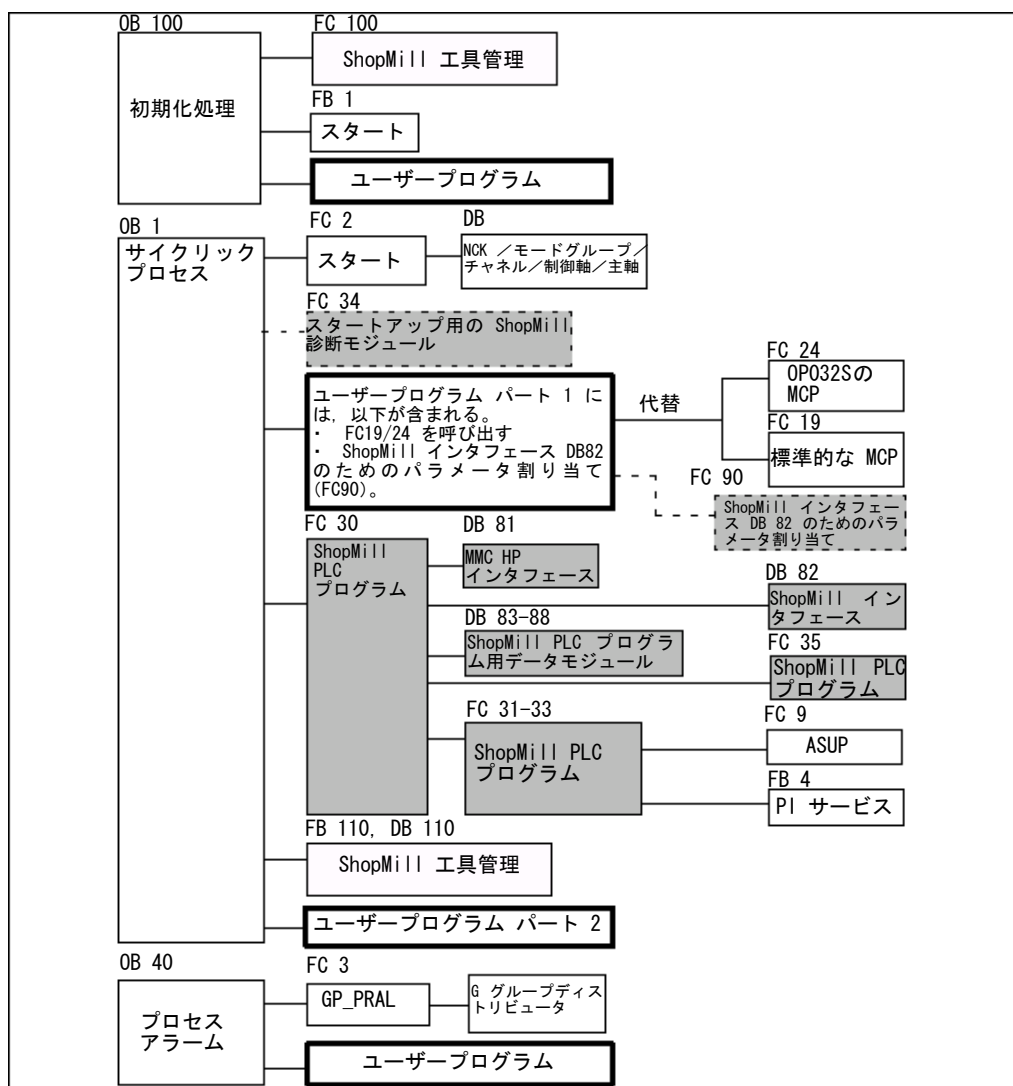 OB 100
FC 100
ShopMill 工具管理
初期化処理
FB 1
スタート
ユーザープログラム
OB 1
サイクリック
プロセス
FC 2
スタート
DB
NCK ／モードグループ／
チャネル／制御軸／主軸
FC 34
スタートアップ用の ShopMill
診断モジュール
ユーザープログラム パート 1 に
は, 以下が含まれる。
・ FC19/24 を呼び出す
・ ShopMill インタフェース DB82
のためのパラメータ割り当て
(FC90)。
代替
FC 24
OP032Sの
MCP
FC 19
標準的な MCP
FC 90
ShopMill インタフェー
ス DB 82 のためのパラ
メータ割り当て
FC 30
ShopMill
PLC
プログラム
DB 81
MMC HP
インタフェース
DB 82
ShopMill イン
タフェース
DB 83-88
ShopMill PLC プログラ
ム用データモジュール
FC 35
ShopMill PLC
プログラム
FC 31-33
ShopMill PLC
プログラム
FC 9
ASUP
FB 4
PI サービス
FB 110, DB 110
ShopMill 工具管理
ユーザープログラム パート 2
OB 40
プロセス
アラーム
FC 3
GP_PRAL
G グループディス
トリビュータ
ユーザープログラム